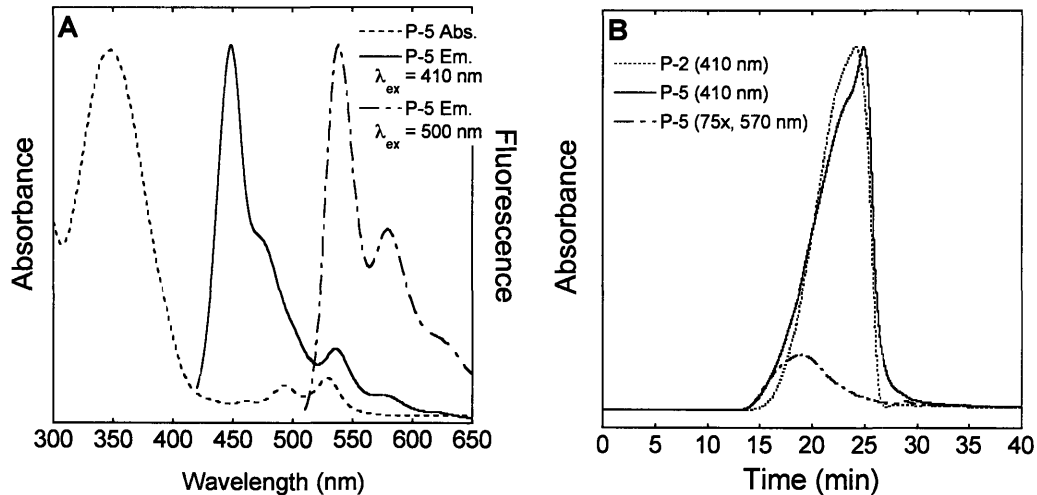 A
P-5 Abs.
P-5 Em.
λex = 410 nm
P-5 Em.
λex = 500 nm
Absorbance
Fluorescence
300 350 400 450 500 550 600 650
Wavelength (nm)
B
P-2 (410 nm)
P-5 (410 nm)
P-5 (75x, 570 nm)
Absorbance
0 5 10 15 20 25 30 35 40
Time (min)